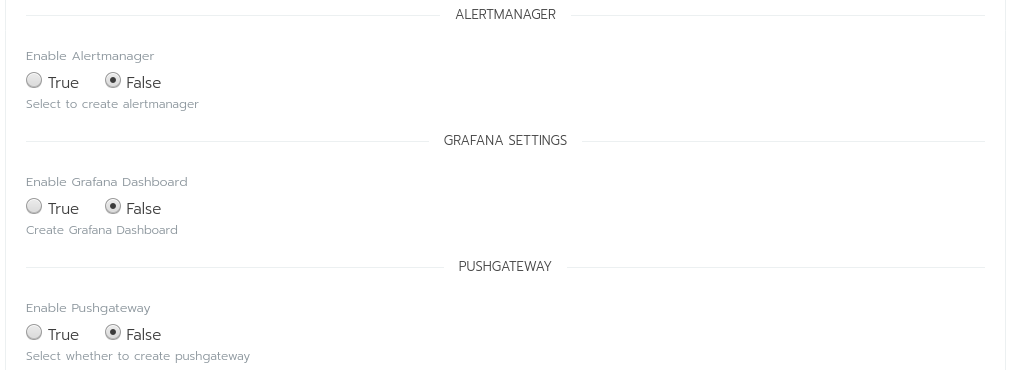 ALERTMANAGER
Enable Alertmanager
True False
Select to create alertmanager
GRAFANA SETTINGS
Enable Grafana Dashboard
True False
Create Grafana Dashboard
PUSHGATEWAY
Enable Pushgateway
True False
Select whether to create pushgateway